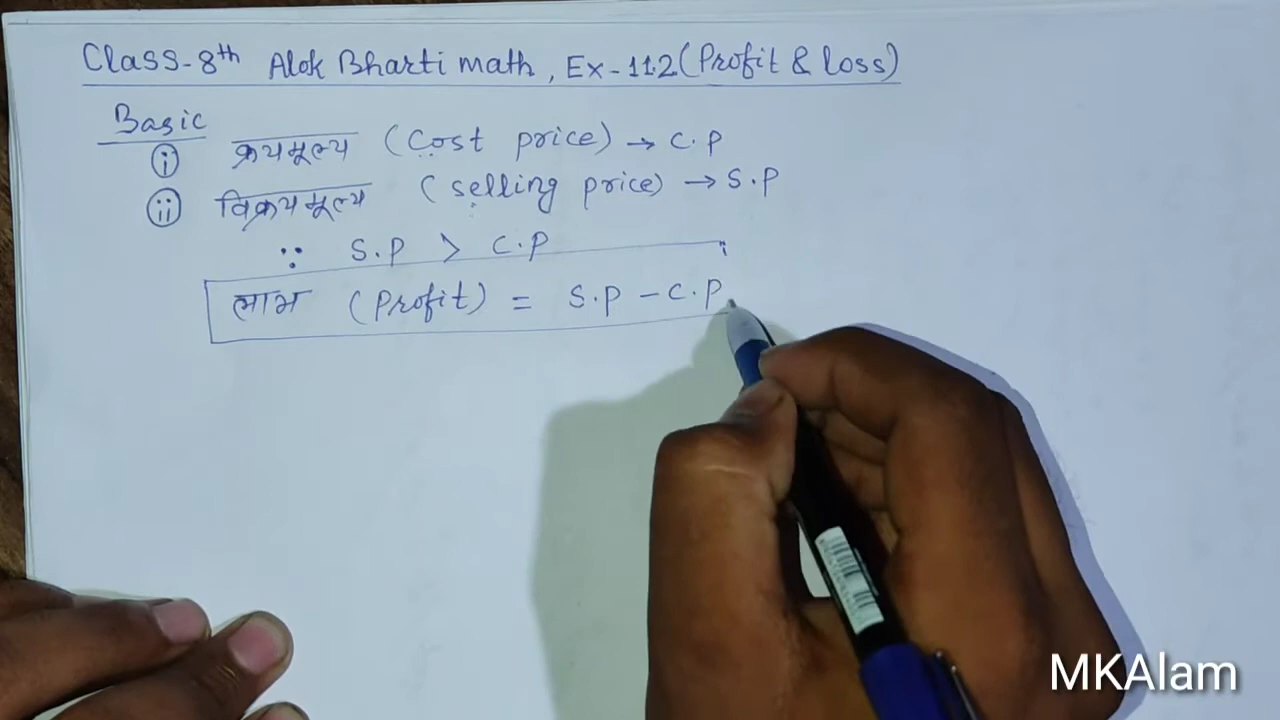 Class-8th Alok Bharti math, Ex-11.2 (Profit & loss)
Basic
(i) क्रयमूल्य (Cost price) → C.P
(ii) विक्रयमूल्य (selling price) → S.P
∵ S.P > C.P
लाभ (Profit) = S.P - C.P
MKAlam